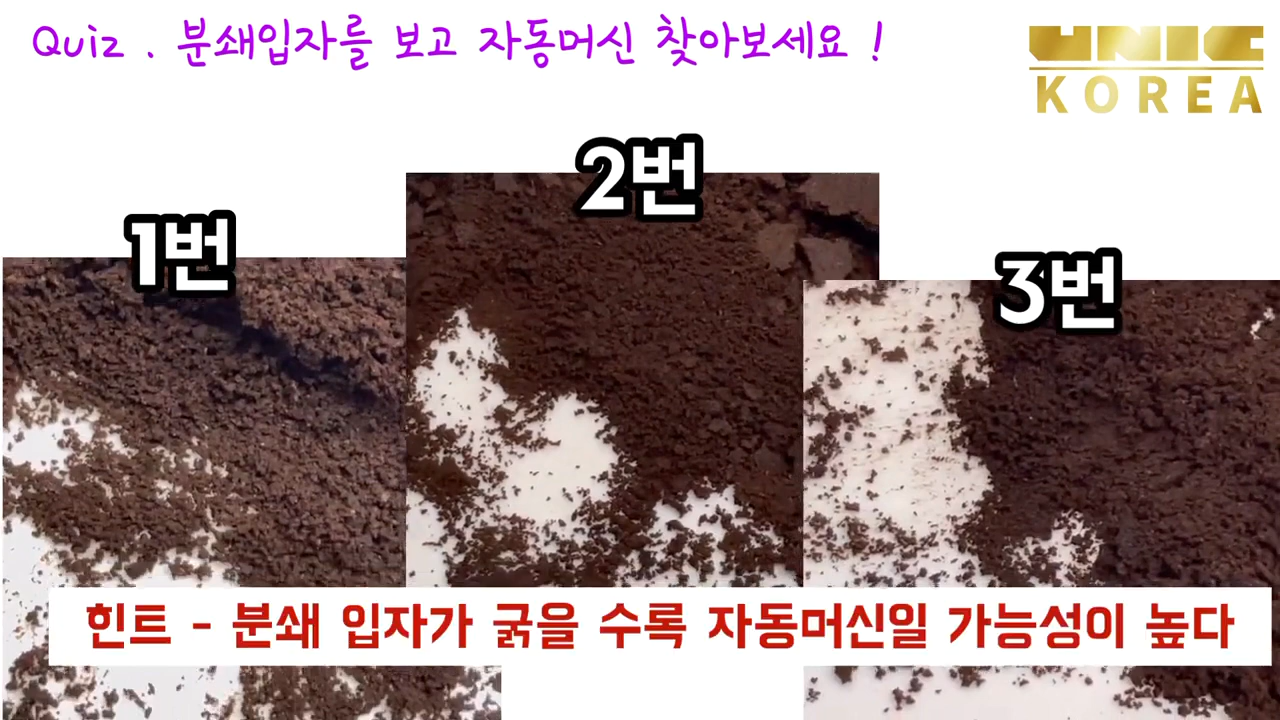 Quiz . 분쇄입자를 보고 자동머신 찾아보세요 !
UNIC
KOREA
1번
2번
3번
힌트 - 분쇄 입자가 굵을 수록 자동머신일 가능성이 높다